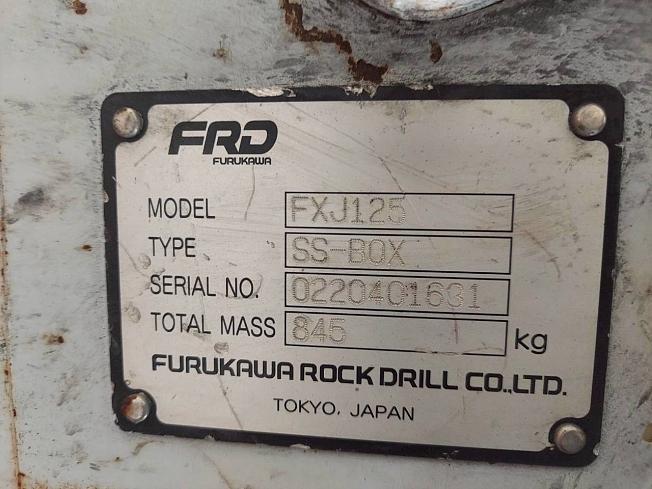 FRD
FURUKAWA
MODEL FXJ125
TYPE SS-BOX
SERIAL NO. 0220401631
TOTAL MASS 845 kg
FURUKAWA ROCK DRILL CO.,LTD.
TOKYO, JAPAN